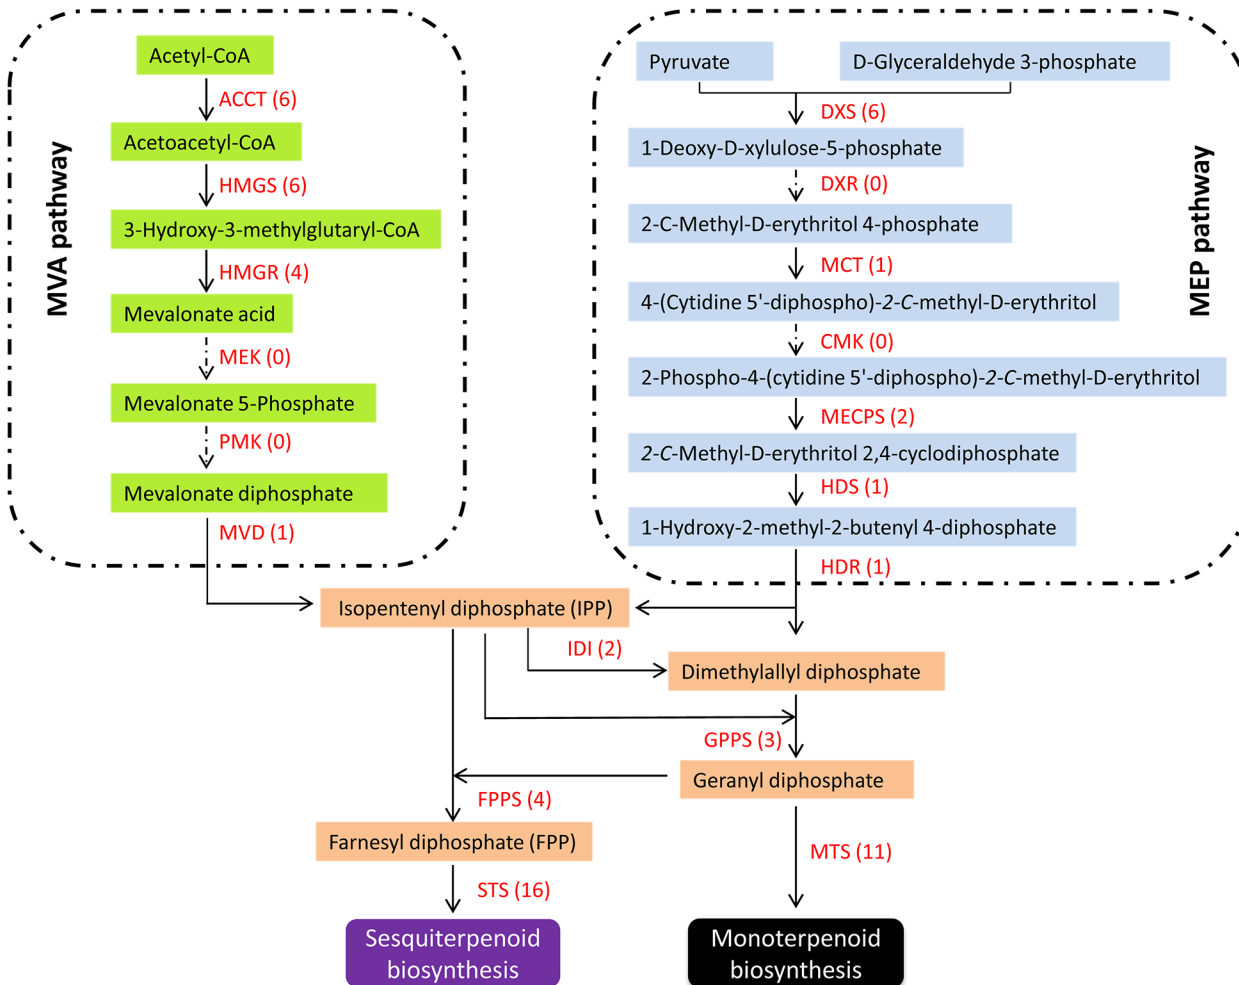 MVA pathway
Acetyl-CoA
ACCT (6)
Acetoacetyl-CoA
HMGS (6)
3-Hydroxy-3-methylglutaryl-CoA
HMGR (4)
Mevalonate acid
MEK (0)
Mevalonate 5-Phosphate
PMK (0)
Mevalonate diphosphate
MVD (1)
MEP pathway
Pyruvate
D-Glyceraldehyde 3-phosphate
DXS (6)
1-Deoxy-D-xylulose-5-phosphate
DXR (0)
2-C-Methyl-D-erythritol 4-phosphate
MCT (1)
4-(Cytidine 5'-diphospho)-2-C-methyl-D-erythritol
CMK (0)
2-Phospho-4-(cytidine 5'-diphospho)-2-C-methyl-D-erythritol
MECPS (2)
2-C-Methyl-D-erythritol 2,4-cyclodiphosphate
HDS (1)
1-Hydroxy-2-methyl-2-butenyl 4-diphosphate
HDR (1)
Isopentenyl diphosphate (IPP)
IDI (2)
Dimethylallyl diphosphate
GPPS (3)
Geranyl diphosphate
FPPS (4)
Farnesyl diphosphate (FPP)
MTS (11)
STS (16)
Sesquiterpenoid
biosynthesis
Monoterpenoid
biosynthesis